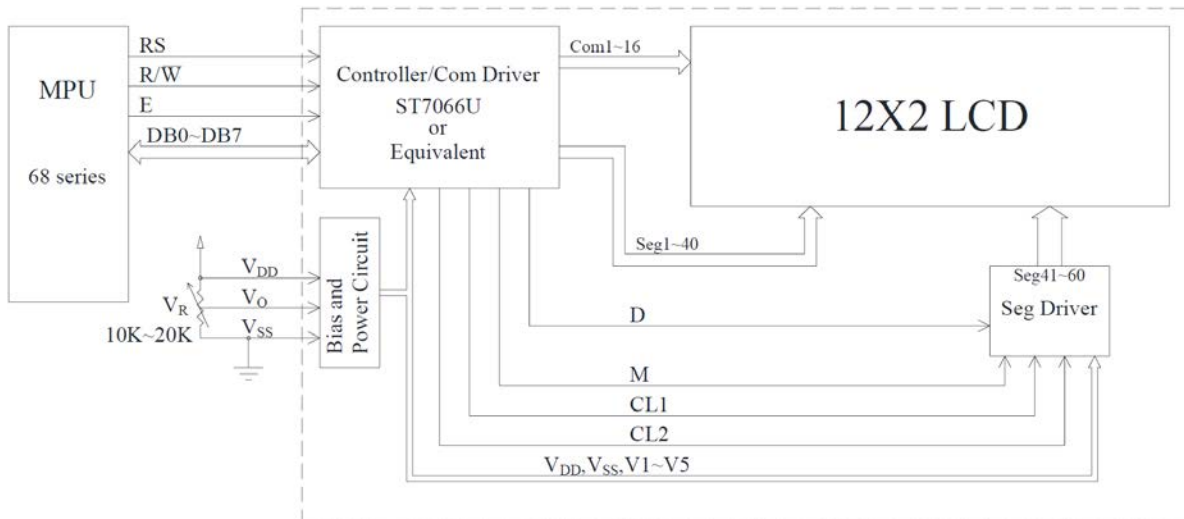 MPU
68 series
RS
R/W
E
DB0~DB7
Controller/Com Driver
ST7066U
or
Equivalent
Com1~16
12X2 LCD
Seg1~40
Seg41~60
Seg Driver
VDD
VR
VO
10K~20K
VSS
Bias and
Power Circuit
D
M
CL1
CL2
VDD,VSS,V1~V5